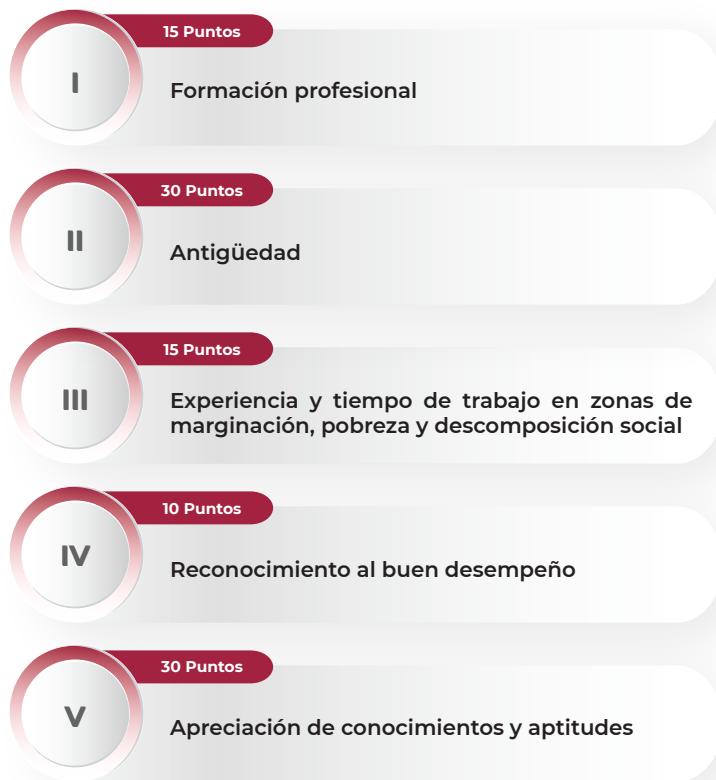 15 Puntos
I
Formación profesional
30 Puntos
II
Antigüedad
15 Puntos
III
Experiencia y tiempo de trabajo en zonas de
marginación, pobreza y descomposición social
10 Puntos
IV
Reconocimiento al buen desempeño
30 Puntos
V
Apreciación de conocimientos y aptitudes